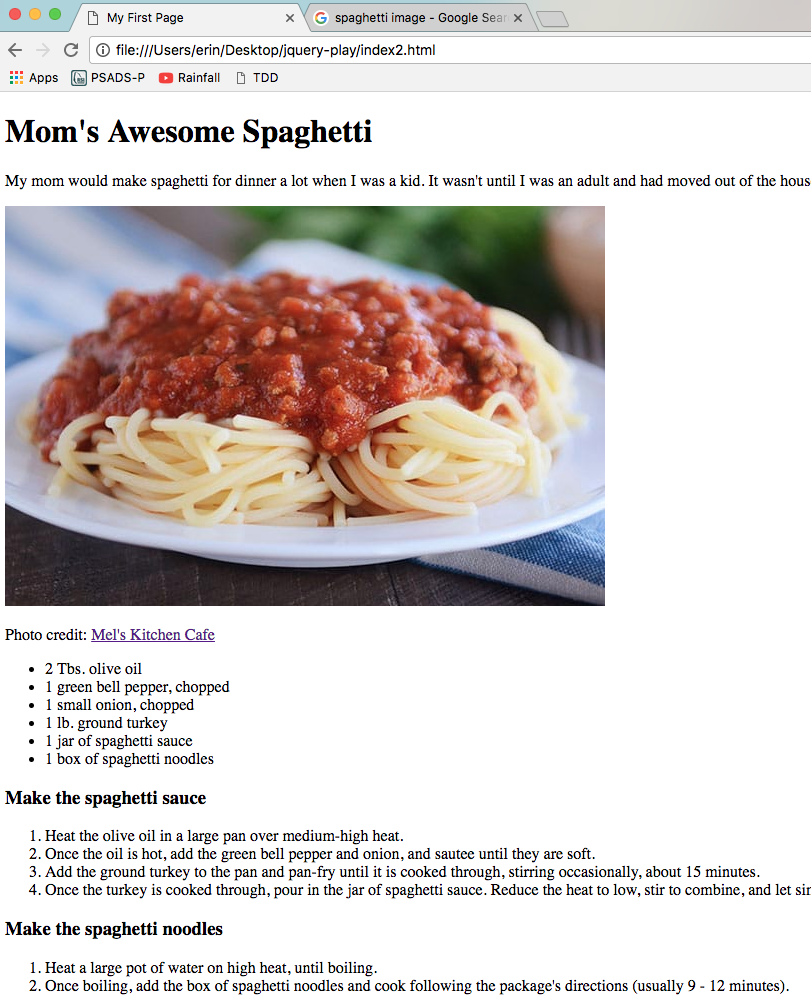 My First Page
spaghetti image - Google Sear
file:///Users/erin/Desktop/jquery-play/index2.html
Apps PSADS-P Rainfall TDD
Mom's Awesome Spaghetti
My mom would make spaghetti for dinner a lot when I was a kid. It wasn't until I was an adult and had moved out of the hous
Photo credit: Mel's Kitchen Cafe
• 2 Tbs. olive oil
• 1 green bell pepper, chopped
• 1 small onion, chopped
• 1 lb. ground turkey
• 1 jar of spaghetti sauce
• 1 box of spaghetti noodles
Make the spaghetti sauce
1. Heat the olive oil in a large pan over medium-high heat.
2. Once the oil is hot, add the green bell pepper and onion, and sautee until they are soft.
3. Add the ground turkey to the pan and pan-fry until it is cooked through, stirring occasionally, about 15 minutes.
4. Once the turkey is cooked through, pour in the jar of spaghetti sauce. Reduce the heat to low, stir to combine, and let sir
Make the spaghetti noodles
1. Heat a large pot of water on high heat, until boiling.
2. Once boiling, add the box of spaghetti noodles and cook following the package's directions (usually 9 - 12 minutes).